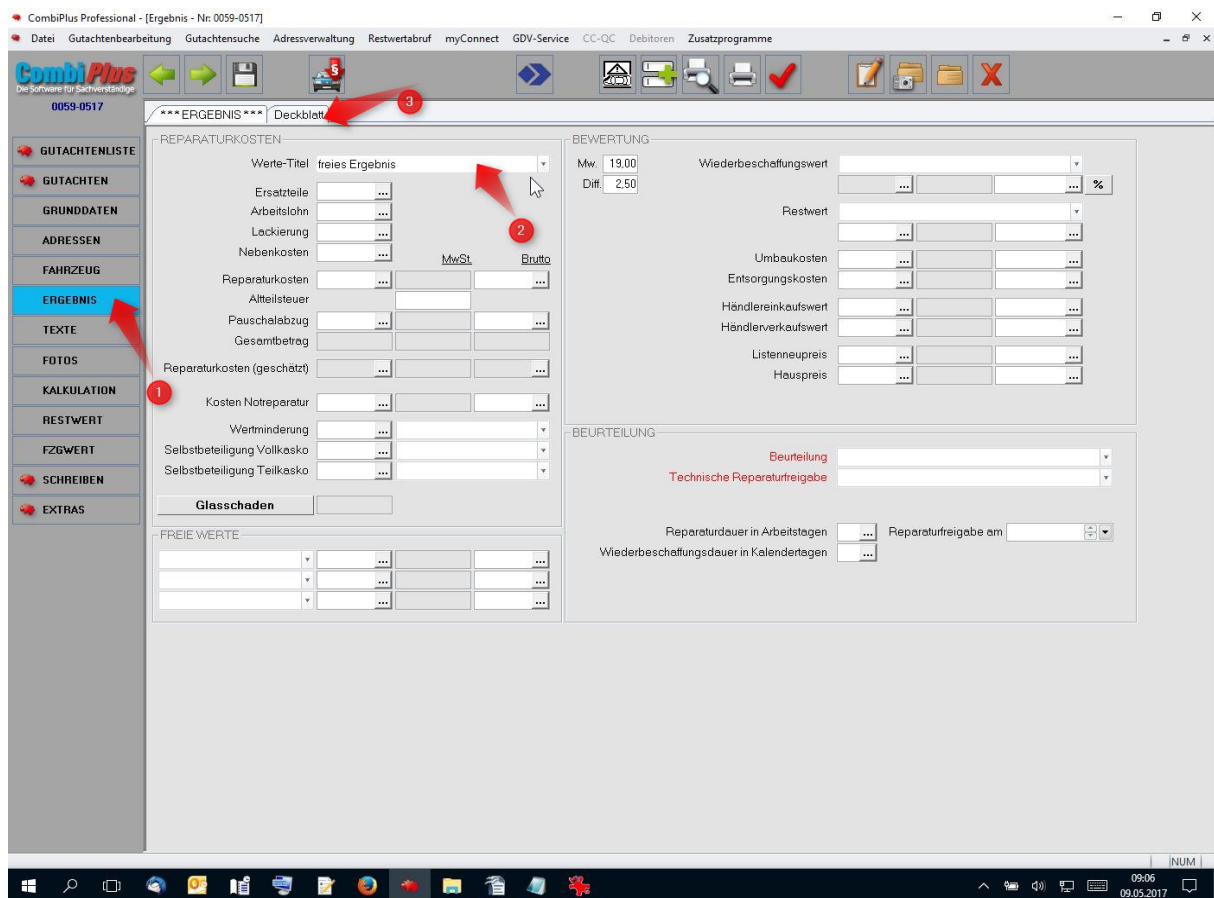 CombiPlus Professional - [Ergebnis - Nr: 0059-0517]
Datei Gutachtenbearbeitung Gutachtensuche Adressverwaltung Restwertabruf myConnect GDV-Service CC-QC Debitoren Zusatzprogramme
CombiPlus
Die Software für Sachverständige
0059-0517
***ERGEBNIS*** Deckblatt
3
GUTACHTENLISTE
GUTACHTEN
GRUNDDATEN
ADRESSEN
FAHRZEUG
ERGEBNIS
TEXTE
FOTOS
KALKULATION
RESTWERT
FZGWERT
SCHREIBEN
EXTRAS
1
REPARATURKOSTEN
Werte-Titel freies Ergebnis
2
Ersatzteile ...
Arbeitslohn ...
Lackierung ...
Nebenkosten ... MwSt. Brutto
Reparaturkosten ... ...
Altteilsteuer
Pauschalabzug ... ...
Gesamtbetrag
Reparaturkosten (geschätzt) ... ...
Kosten Notreparatur ... ...
Wertminderung ...
Selbstbeteiligung Vollkasko ...
Selbstbeteiligung Teilkasko ...
Glasschaden
FREIE WERTE
... ...
... ...
... ...
BEWERTUNG
Mw. 19,00 Wiederbeschaffungswert
Diff. 2,50 ... ... %
Restwert
... ...
Umbaukosten ... ...
Entsorgungskosten ... ...
Händlereinkaufswert ... ...
Händlerverkaufswert ... ...
Listenneupreis ... ...
Hauspreis ... ...
BEURTEILUNG
Beurteilung
Technische Reparaturfreigabe
Reparaturdauer in Arbeitstagen ... Reparaturfreigabe am
Wiederbeschaffungsdauer in Kalendertagen ...
NUM
09:06
09.05.2017